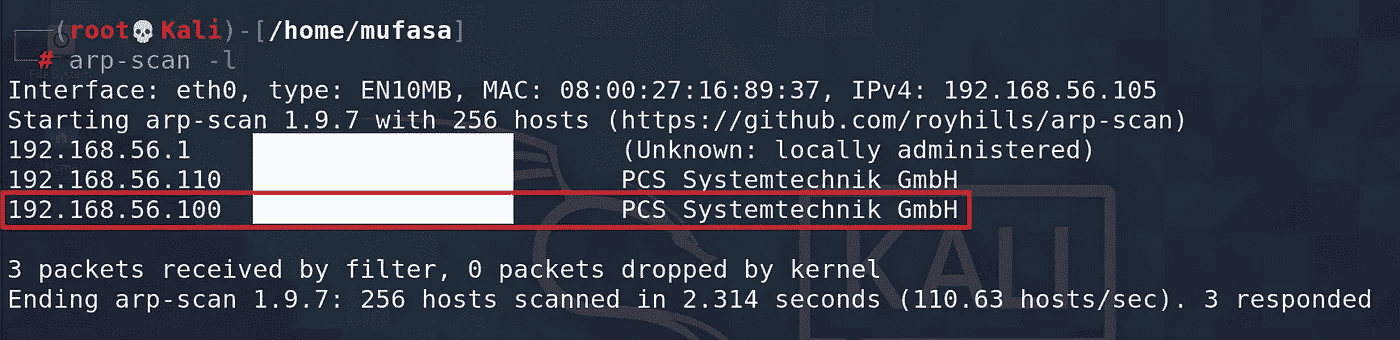 (root💀Kali)-[/home/mufasa]
# arp-scan -l
Interface: eth0, type: EN10MB, MAC: 08:00:27:16:89:37, IPv4: 192.168.56.105
Starting arp-scan 1.9.7 with 256 hosts (https://github.com/royhills/arp-scan)
192.168.56.1 (Unknown: locally administered)
192.168.56.110 PCS Systemtechnik GmbH
192.168.56.100 PCS Systemtechnik GmbH
3 packets received by filter, 0 packets dropped by kernel
Ending arp-scan 1.9.7: 256 hosts scanned in 2.314 seconds (110.63 hosts/sec). 3 responded
KALI